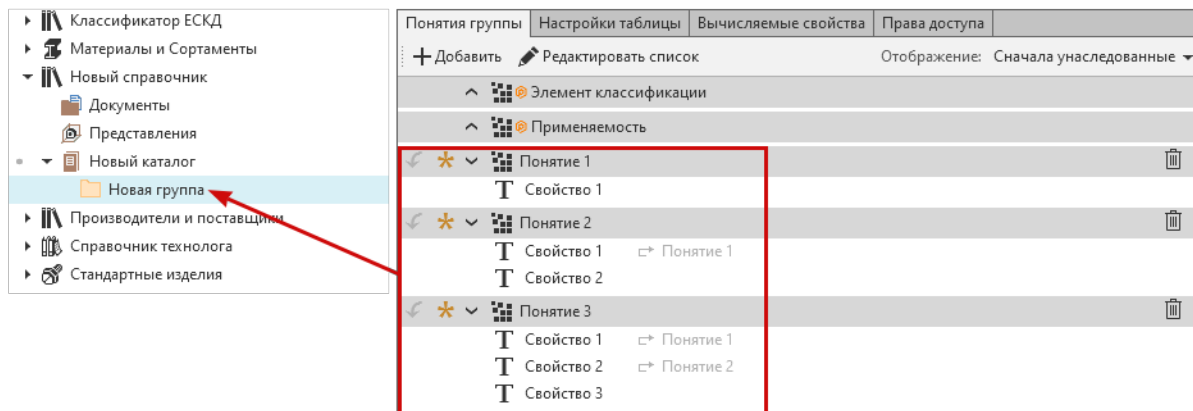 Классификатор ЕСКД
Материалы и Сортаменты
Новый справочник
Документы
Представления
Новый каталог
Новая группа
Производители и поставщики
Справочник технолога
Стандартные изделия
Понятия группы Настройки таблицы Вычисляемые свойства Права доступа
Добавить Редактировать список Отображение: Сначала унаследованные
Элемент классификации
Применяемость
Понятие 1
Свойство 1
Понятие 2
Свойство 1 Понятие 1
Свойство 2
Понятие 3
Свойство 1 Понятие 1
Свойство 2 Понятие 2
Свойство 3